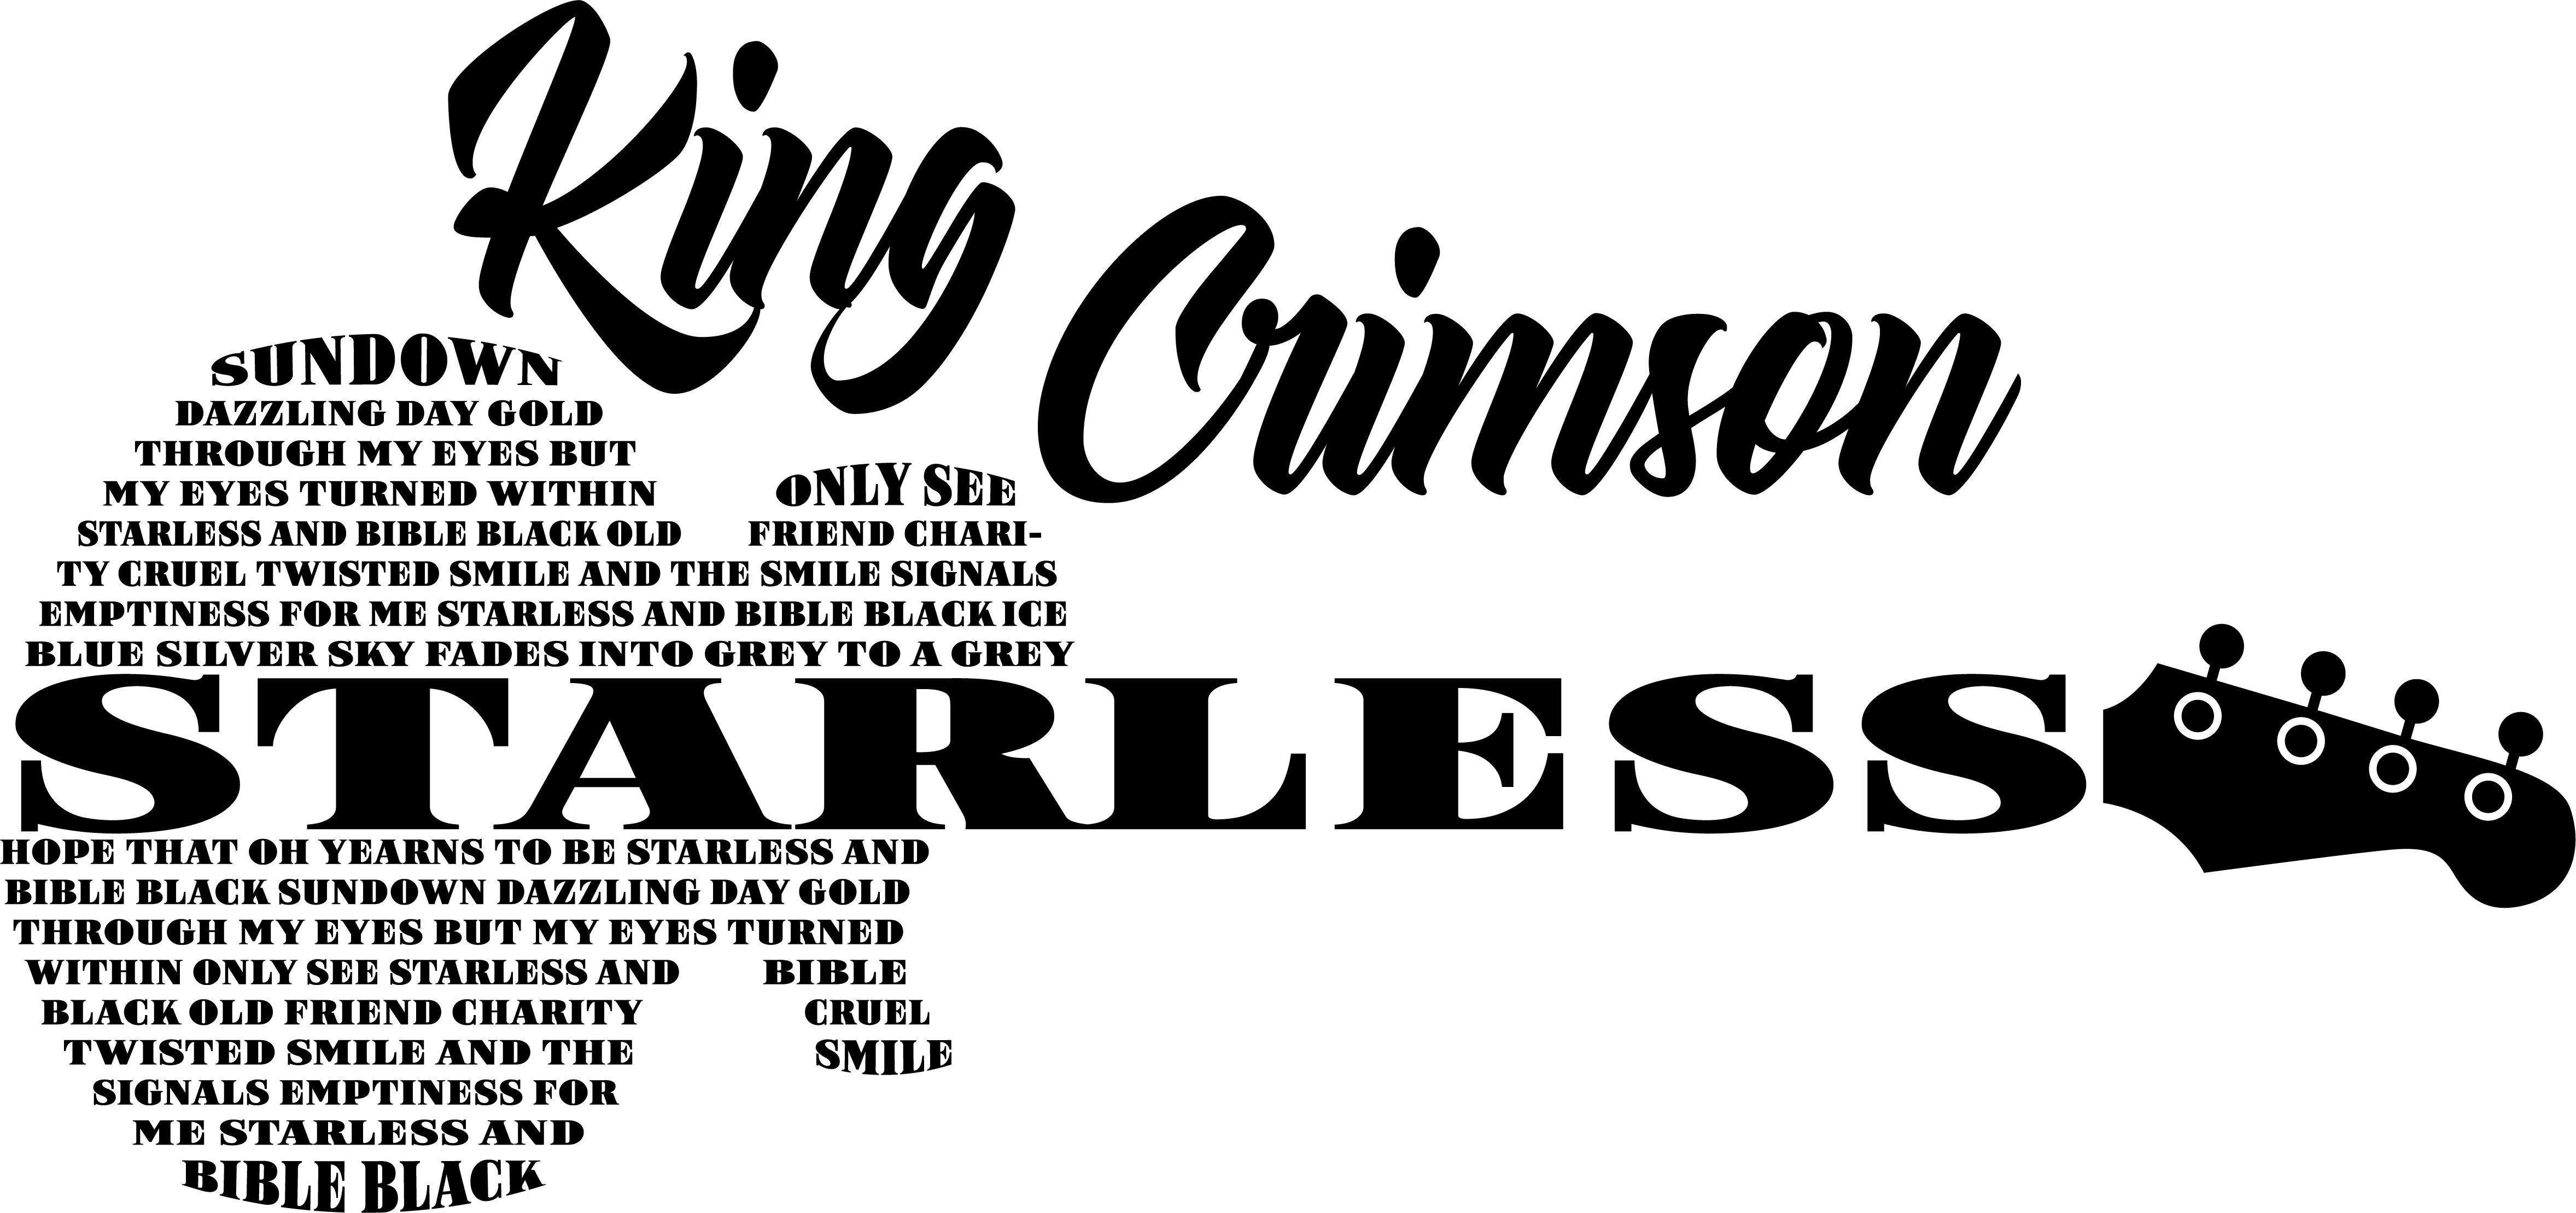 King
Crimson
SUNDOWN
DAZZLING DAY GOLD
THROUGH MY EYES BUT
MY EYES TURNED WITHIN
ONLY SEE
STARLESS AND BIBLE BLACK OLD
FRIEND CHARI-
TY CRUEL TWISTED SMILE AND THE SMILE SIGNALS
EMPTINESS FOR ME STARLESS AND BIBLE BLACK ICE
BLUE SILVER SKY FADES INTO GREY TO A GREY
STARLESS
HOPE THAT OH YEARNS TO BE STARLESS AND
BIBLE BLACK SUNDOWN DAZZLING DAY GOLD
THROUGH MY EYES BUT MY EYES TURNED
WITHIN ONLY SEE STARLESS AND
BIBLE
BLACK OLD FRIEND CHARITY
CRUEL
TWISTED SMILE AND THE
SMILE
SIGNALS EMPTINESS FOR
ME STARLESS AND
BIBLE BLACK